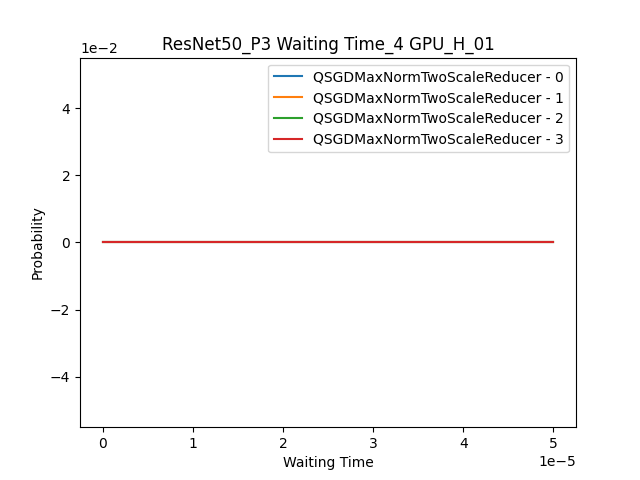 ResNet50_P3 Waiting Time_4 GPU_H_01
1e−2
QSGDMaxNormTwoScaleReducer - 0
QSGDMaxNormTwoScaleReducer - 1
QSGDMaxNormTwoScaleReducer - 2
QSGDMaxNormTwoScaleReducer - 3
4
2
0
−2
−4
Probability
0 1 2 3 4 5
1e−5
Waiting Time